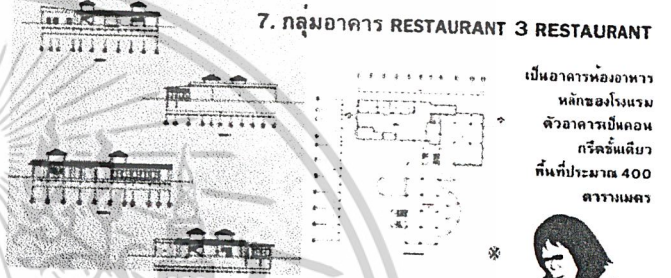 7. กลุ่มอาคาร RESTAURANT 3 RESTAURANT
เป็นอาคารห้องอาหาร
หลักของโรงแรม
ตัวอาคารเป็นคอน
กรีตชั้นเดียว
พื้นที่ประมาณ 400
ตารางเมตร